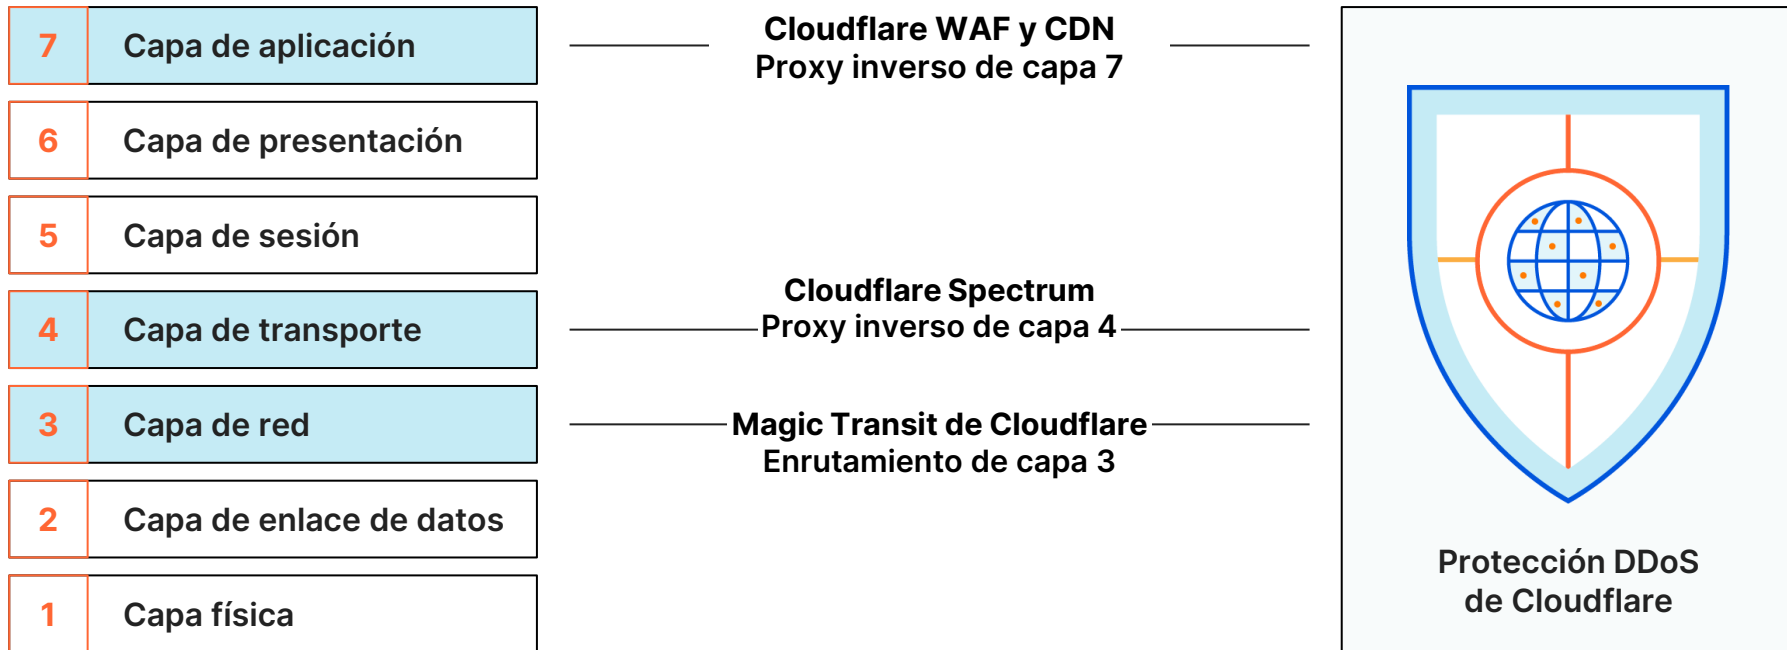 7 Capa de aplicación
6 Capa de presentación
5 Capa de sesión
4 Capa de transporte
3 Capa de red
2 Capa de enlace de datos
1 Capa física
Cloudflare WAF y CDN
Proxy inverso de capa 7
Cloudflare Spectrum
Proxy inverso de capa 4
Magic Transit de Cloudflare
Enrutamiento de capa 3
Protección DDoS
de Cloudflare